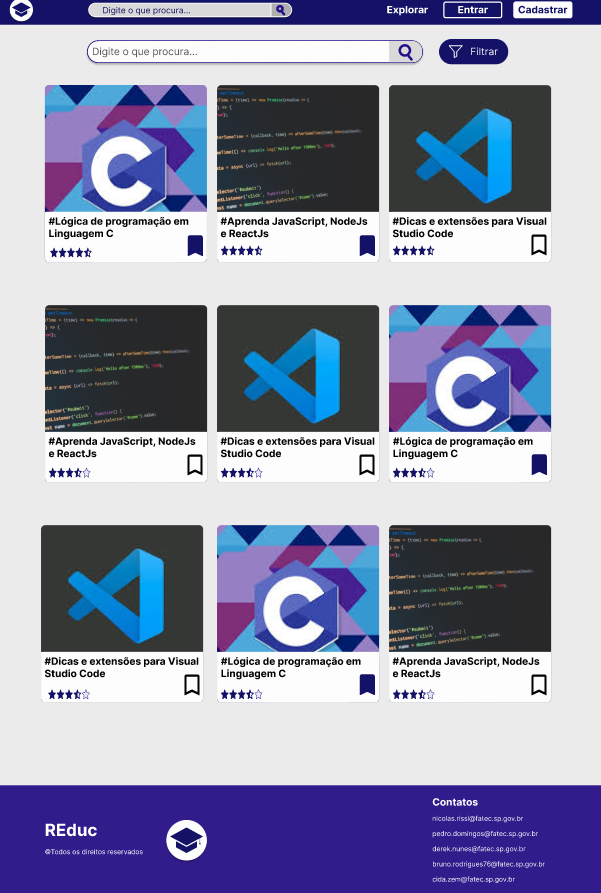 Digite o que procura...
Explorar
Entrar
Cadastrar
Digite o que procura...
Filtrar
C
#Lógica de programação em
Linguagem C
#Aprenda JavaScript, NodeJs
e ReactJs
#Dicas e extensões para Visual
Studio Code
#Aprenda JavaScript, NodeJs
e ReactJs
#Dicas e extensões para Visual
Studio Code
C
#Lógica de programação em
Linguagem C
#Dicas e extensões para Visual
Studio Code
C
#Lógica de programação em
Linguagem C
#Aprenda JavaScript, NodeJs
e ReactJs
REduc
©Todos os direitos reservados
Contatos
nicolas.rissi@fatec.sp.gov.br
pedro.domingos@fatec.sp.gov.br
derek.nunes@fatec.sp.gov.br
bruno.rodrigues76@fatec.sp.gov.br
cida.zem@fatec.sp.gov.br